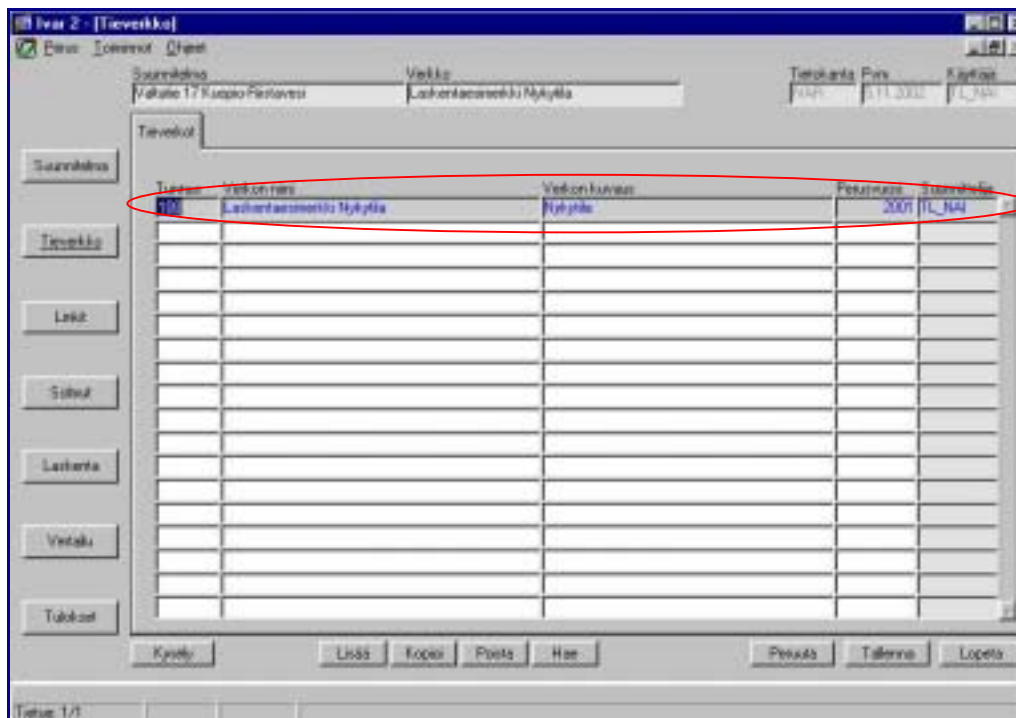 Ivar 2 - [Tieverkko]
Perus Toiminnot Ohjeet
Suunnitelma Verkko Tietokanta Pvm Käyttäjä
Valtatie 17 Kuopio-Riistavesi Laskentaesimerkki Nykytila IVAR 5.11.2002 TL_NAI
Tieverkot
Suunnitelma
Tunnus Verkon nimi Verkon kuvaus Perusvuosi Suunnittelija
Laskentaesimerkki Nykytila Nykytila 2001 TL_NAI
Tieverkko
Linkit
Solmut
Laskenta
Vertailu
Tulokset
Kysely Lisää Kopioi Poista Hae Peruuta Tallenna Lopeta
Tietue: 1/1